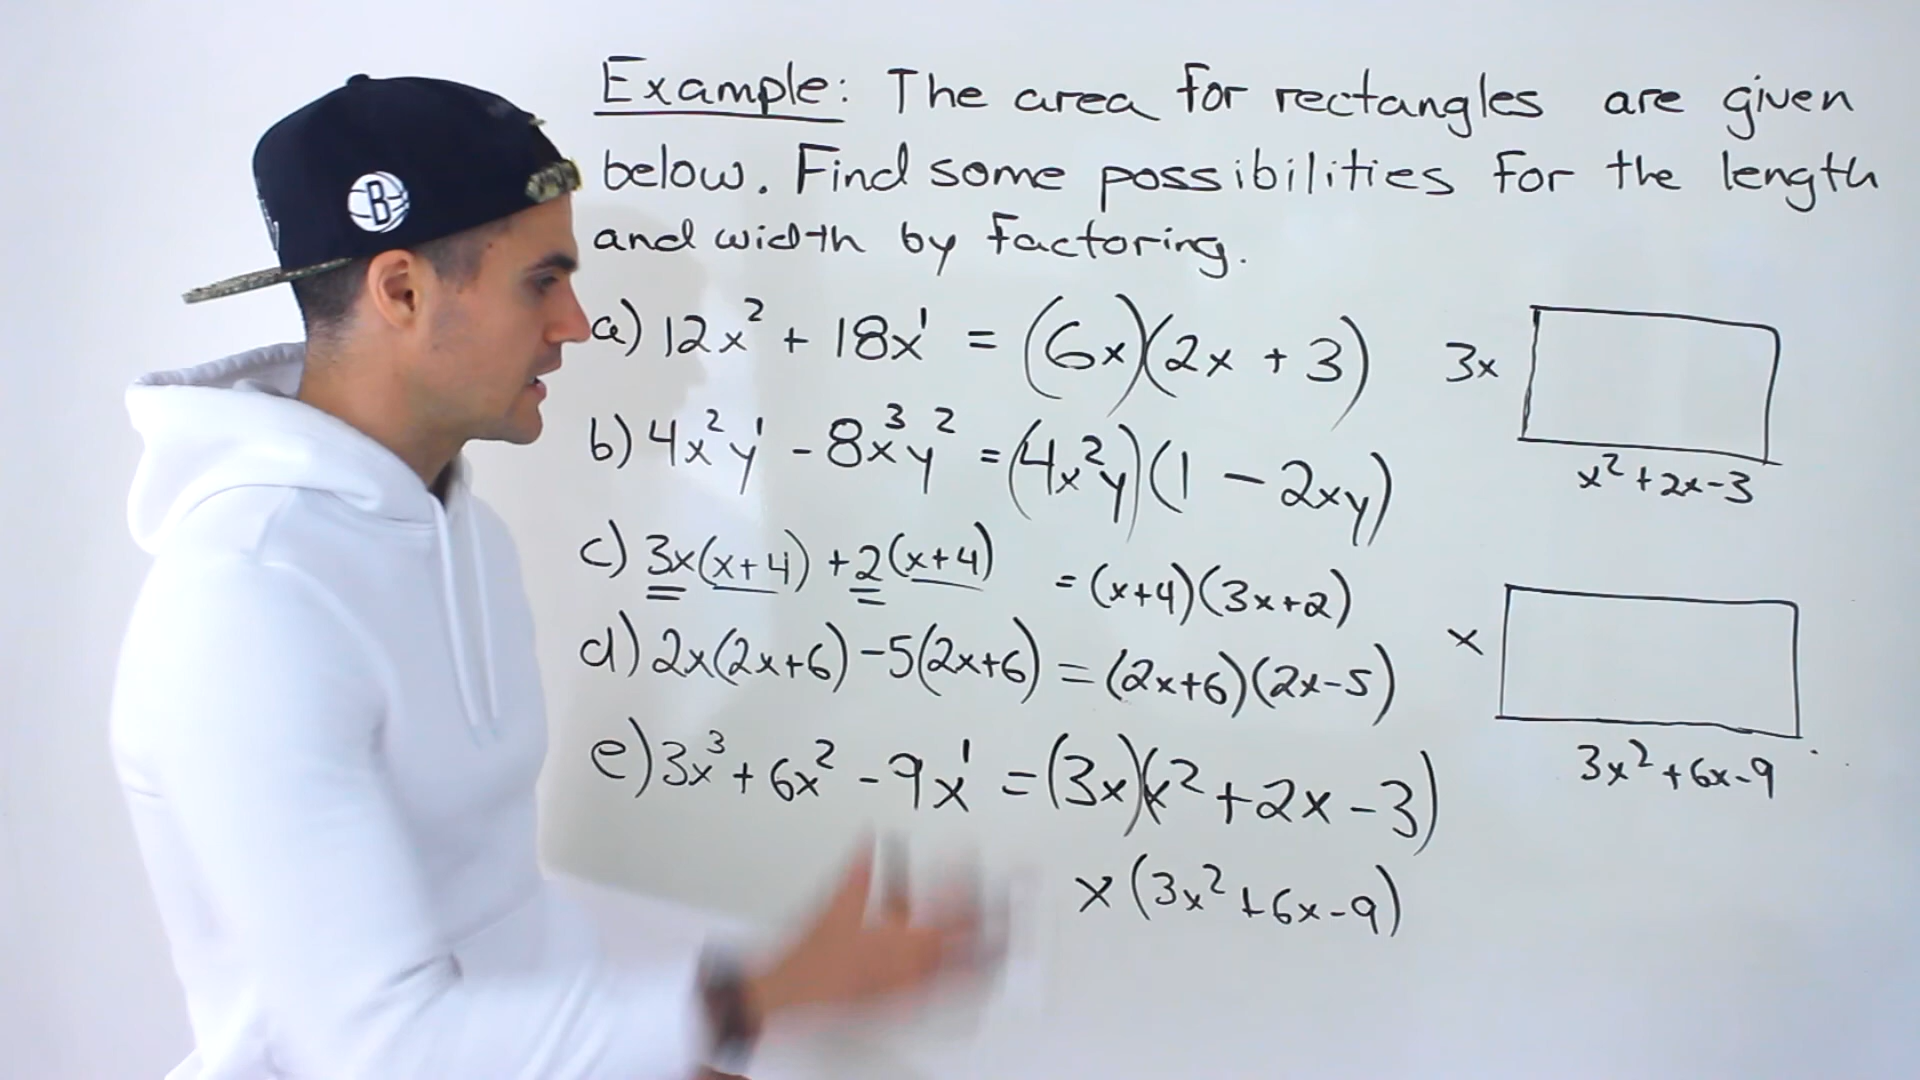 Example: The area for rectangles are given
below. Find some possibilities for the length
and width by factoring.
a) 12x² + 18x¹ = (6x)(2x + 3)
3x
x²+2x-3
b) 4x²y¹ - 8x³y² = (4x²y)(1 - 2xy)
c) 3x(x+4) + 2(x+4) = (x+4)(3x+2)
d) 2x(2x+6) - 5(2x+6) = (2x+6)(2x-5)
x
3x²+6x-9
e) 3x³ + 6x² - 9x¹ = (3x)(x² + 2x - 3)
x(3x²+6x-9)
B